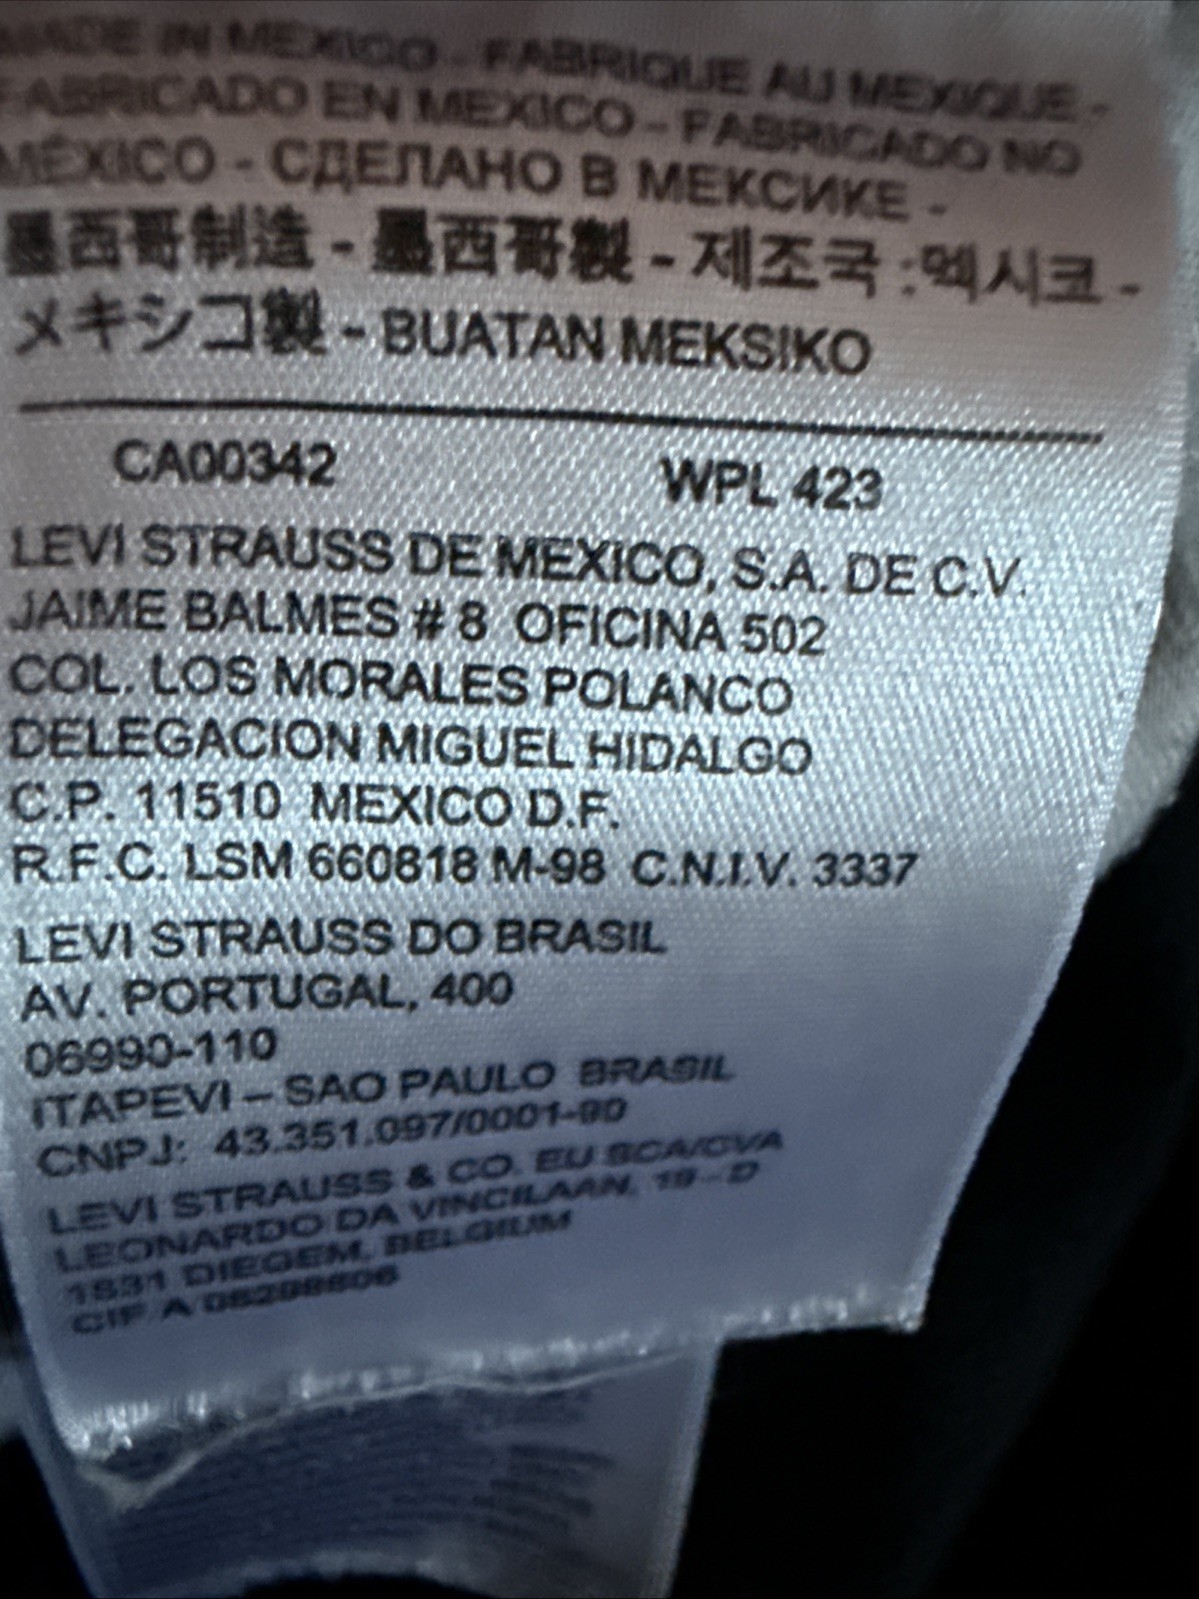 MADE IN MEXICO - FABRIQUE AU MEXIQUE -
FABRICADO EN MEXICO - FABRICADO NO
MÉXICO - СДЕЛАНО В МЕКСИКЕ -
墨西哥制造 - 墨西哥製 - 제조국 :멕시코 -
メキシコ製 - BUATAN MEKSIKO
CA00342 WPL 423
LEVI STRAUSS DE MEXICO, S.A. DE C.V.
JAIME BALMES # 8 OFICINA 502
COL. LOS MORALES POLANCO
DELEGACION MIGUEL HIDALGO
C.P. 11510 MEXICO D.F.
R.F.C. LSM 660818 M-98 C.N.I.V. 3337
LEVI STRAUSS DO BRASIL
AV. PORTUGAL, 400
06990-110
ITAPEVI – SAO PAULO BRASIL
CNPJ: 43.351.097/0001-90
LEVI STRAUSS & CO. EU SCA/CVA
LEONARDO DA VINCILAAN, 19 - D
1831 DIEGEM, BELGIUM
CIF A